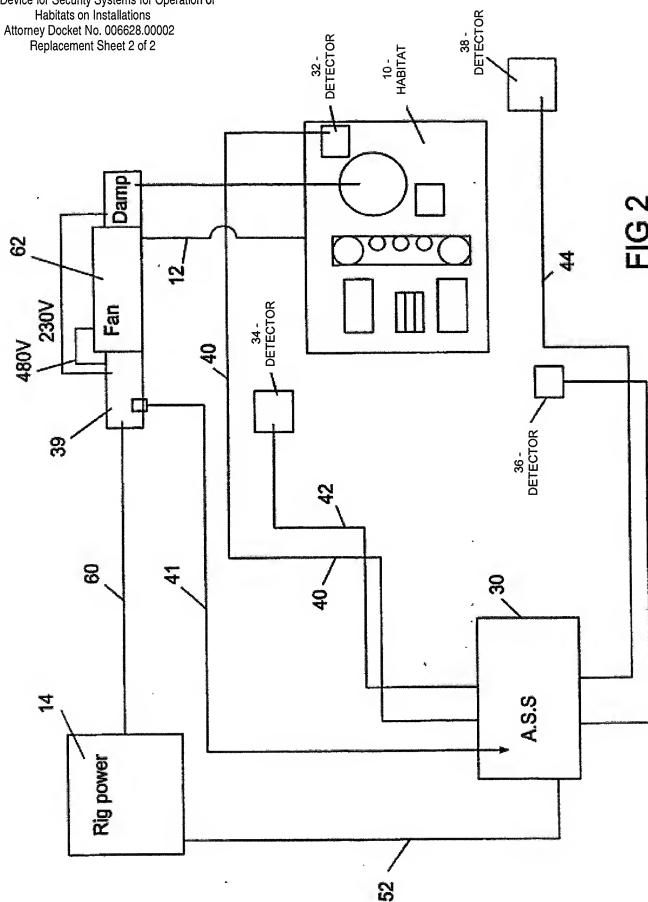 Device for Security Systems for Operation of
Habitats on Installations
Attorney Docket No. 006628.00002
Replacement Sheet 2 of 2
14
Rig power
60
39
480V
230V
62
Fan
Damp
12
32 -
DETECTOR
10 -
HABITAT
38 -
DETECTOR
41
40
34 -
DETECTOR
42
40
44
36 -
DETECTOR
30
A.S.S
52
FIG 2